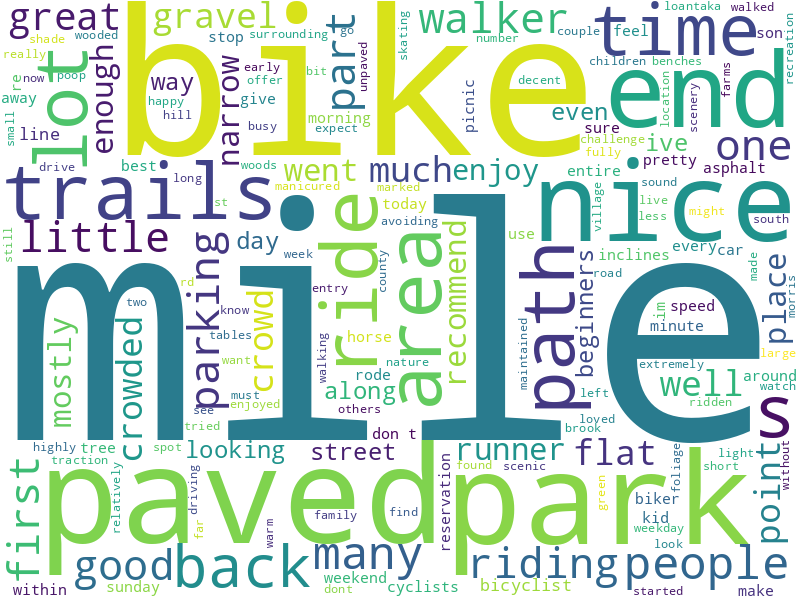 great
gravel
stop
surrounding
go
walker
loantaka
walked
shade
wooded
really
bike
part
couple
feel
time
son
number
skating
unpaved
children
benches
recreation
now
poop
re
away
small
lot
enough
way
offer
early
bit
happy
give
hill
morning
narrow
busy
expect
picnic
decent
end
location
scenery
farms
even
sure
challenge
fully
line
drive
best
woods
went
much
enjoy
ive
pretty
one
asphalt
entire
trails
long
manicured
marked
nice
sound
live
less
might
south
village
st
today
avoiding
little
day
week
parking
ride
area
recommend
use
path
beginners
inclines
every
car
road
made
place
morris
still
mile
two
rd
entry
county
crowd
know
tables
want
horse
nature
walking
maintained
im
speed
minute
large
mostly
crowded
must
see
enjoyed
tried
along
rode
others
brook
left
loved
extremely
well
around
watch
ridden
s
don t
highly
tree
spot
looking
street
runner
flat
light
short
without
traction
relatively
first
paved
park
driving
far
found
scenic
reservation
green
foliage
biker
kid
weekday
look
point
warm
family
find
good
back
many
riding
people
within
sunday
weekend
dont
cyclists
bicyclist
started
make